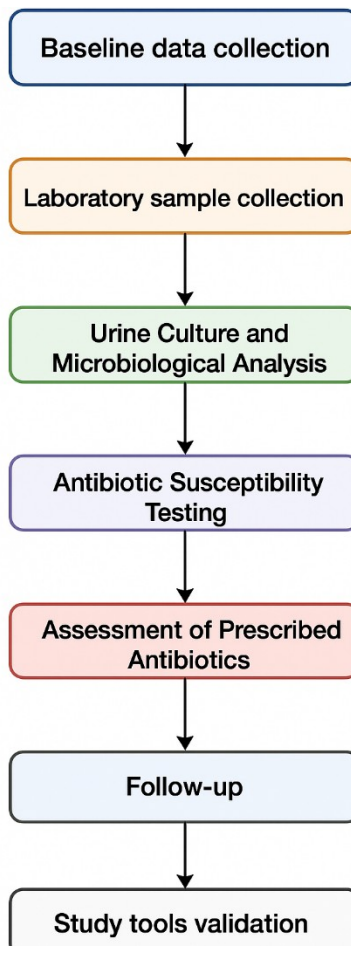 Baseline data collection
Laboratory sample collection
Urine Culture and
Microbiological Analysis
Antibiotic Susceptibility
Testing
Assessment of Prescribed
Antibiotics
Follow-up
Study tools validation